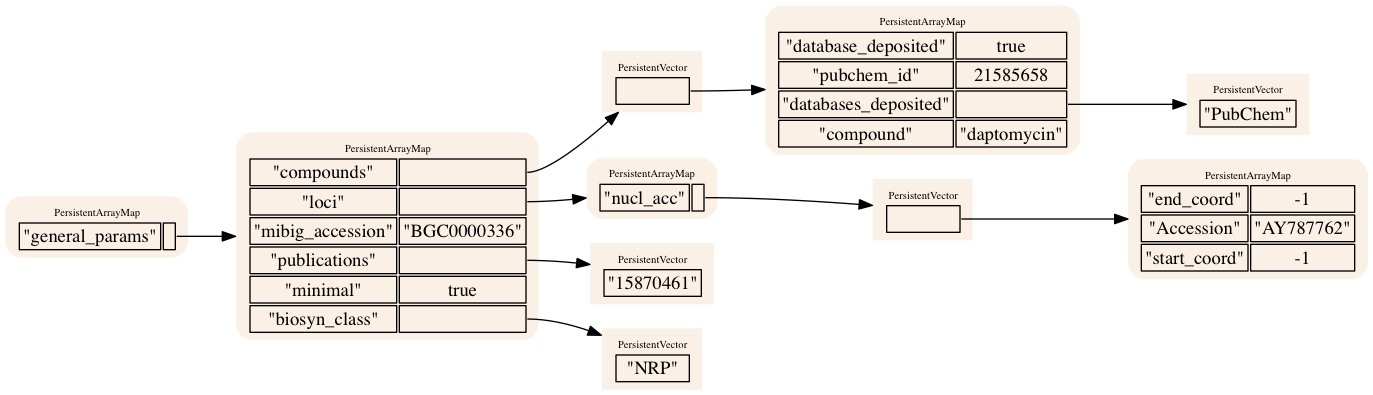 PersistentArrayMap
"general_params"
PersistentArrayMap
"compounds"
"loci"
"mibig_accession" "BGC0000336"
"publications"
"minimal" true
"biosyn_class"
PersistentVector
PersistentArrayMap
"database_deposited" true
"pubchem_id" 21585658
"databases_deposited"
"compound" "daptomycin"
PersistentVector
"PubChem"
PersistentArrayMap
"nucl_acc"
PersistentVector
PersistentArrayMap
"end_coord" -1
"Accession" "AY787762"
"start_coord" -1
PersistentVector
"15870461"
PersistentVector
"NRP"